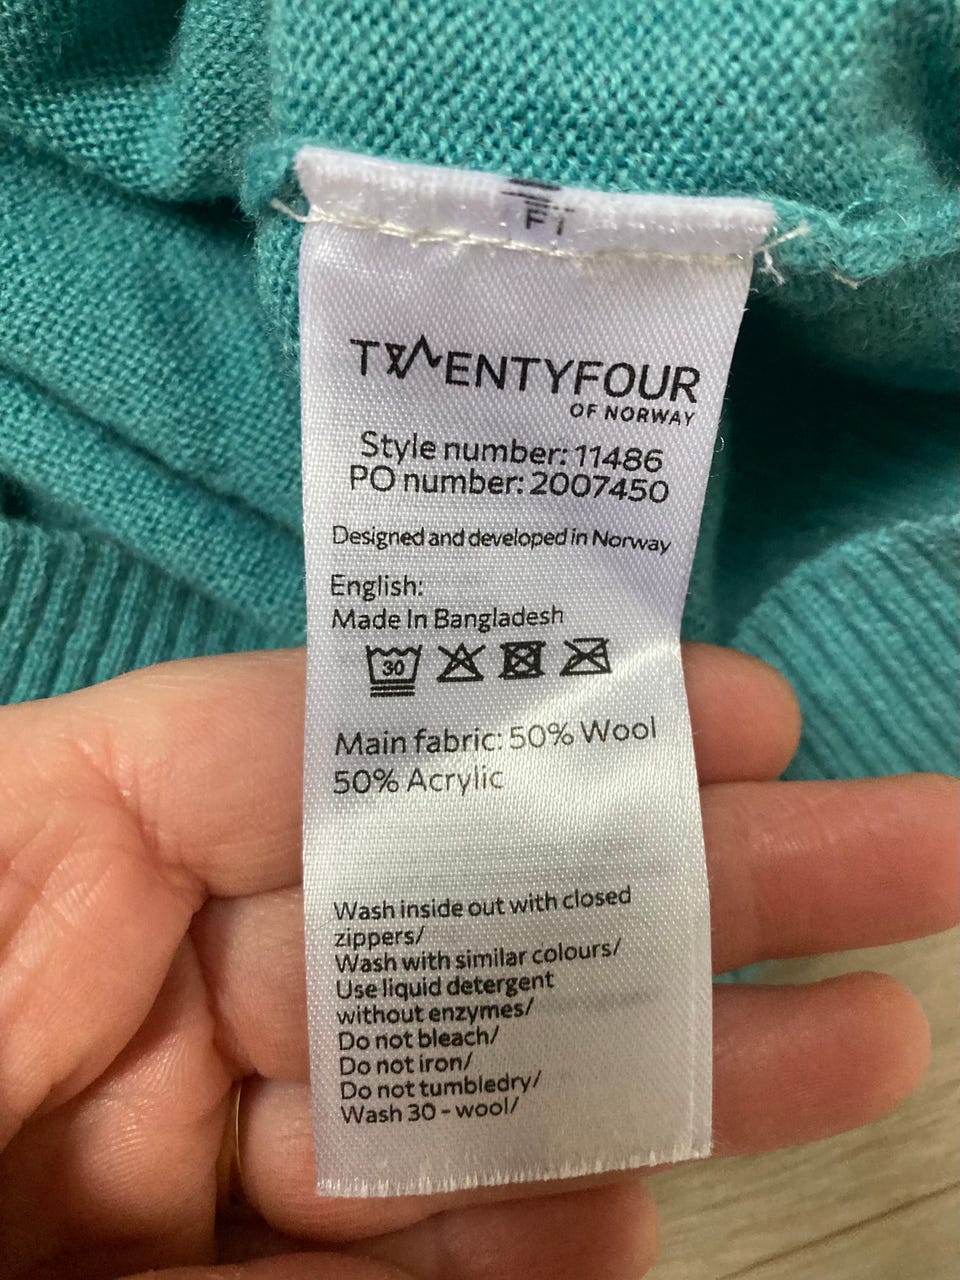 TWENTYFOUR
OF NORWAY
Style number: 11486
PO number: 2007450
Designed and developed in Norway
English:
Made In Bangladesh
30
Main fabric: 50% Wool
50% Acrylic
Wash inside out with closed
zippers/
Wash with similar colours/
Use liquid detergent
without enzymes/
Do not bleach/
Do not iron/
Do not tumbledry/
Wash 30 - wool/